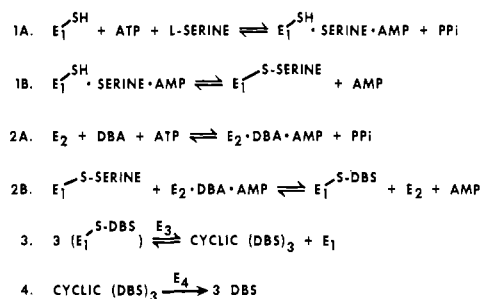 1A. E₁SH + ATP + L-SERINE ⇌ E₁SH · SERINE · AMP + PPi
1B. E₁SH · SERINE · AMP ⇌ E₁S-SERINE + AMP
2A. E₂ + DBA + ATP ⇌ E₂ · DBA · AMP + PPi
2B. E₁S-SERINE + E₂ · DBA · AMP ⇌ E₁S-DBS + E₂ + AMP
3. 3 (E₁S-DBS) ⇌ E₃ CYCLIC (DBS)₃ + E₁
4. CYCLIC (DBS)₃ → E₄ 3 DBS